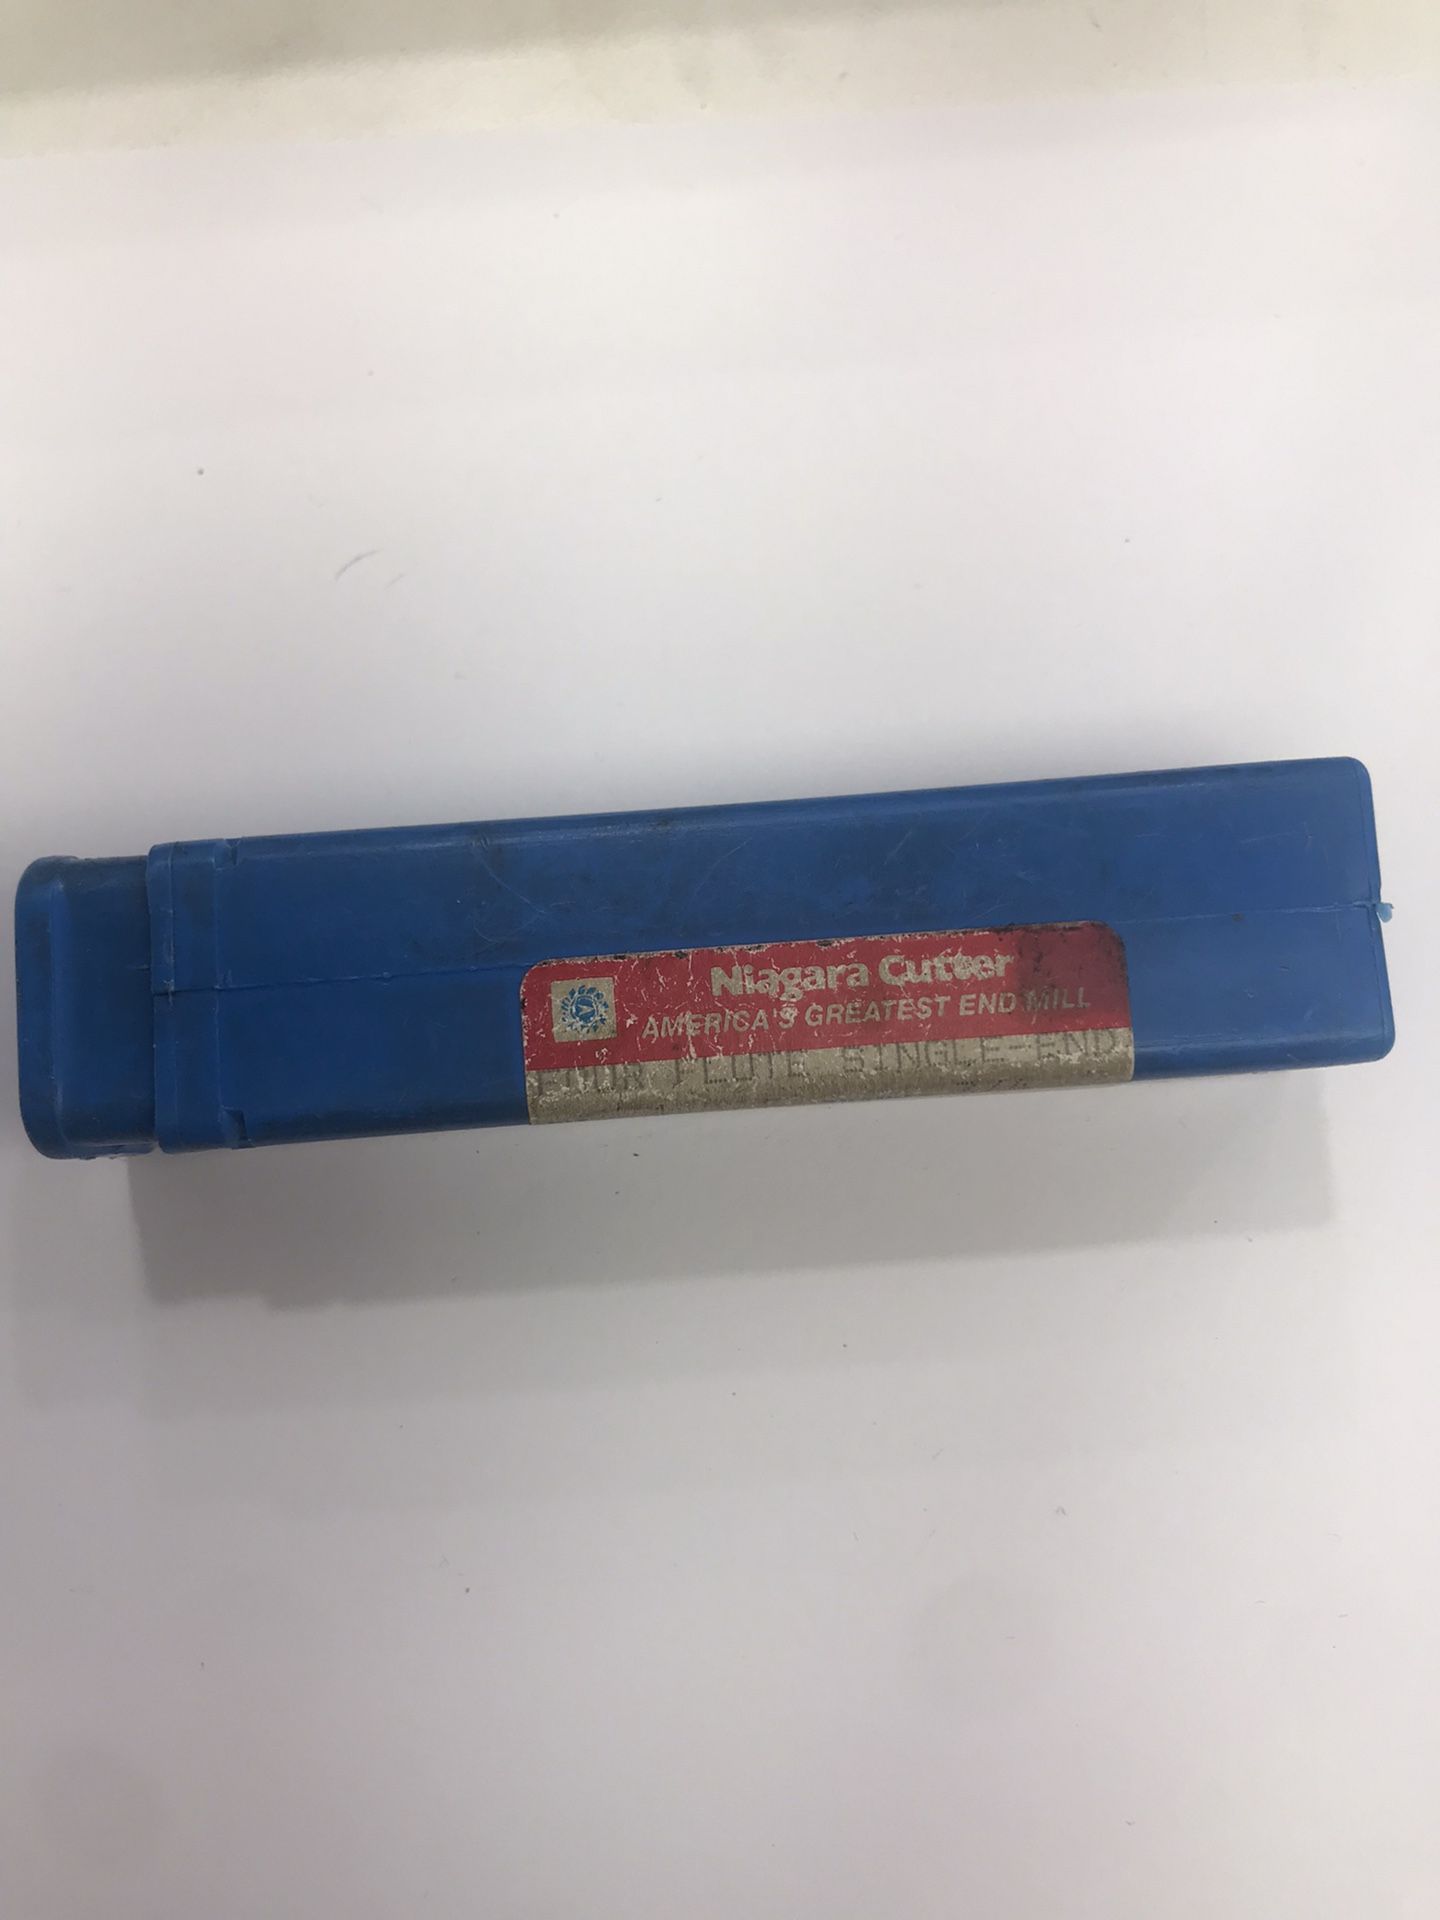 Niagara Cutter
AMERICA'S GREATEST END MILL
FOUR FLUTE SINGLE-END